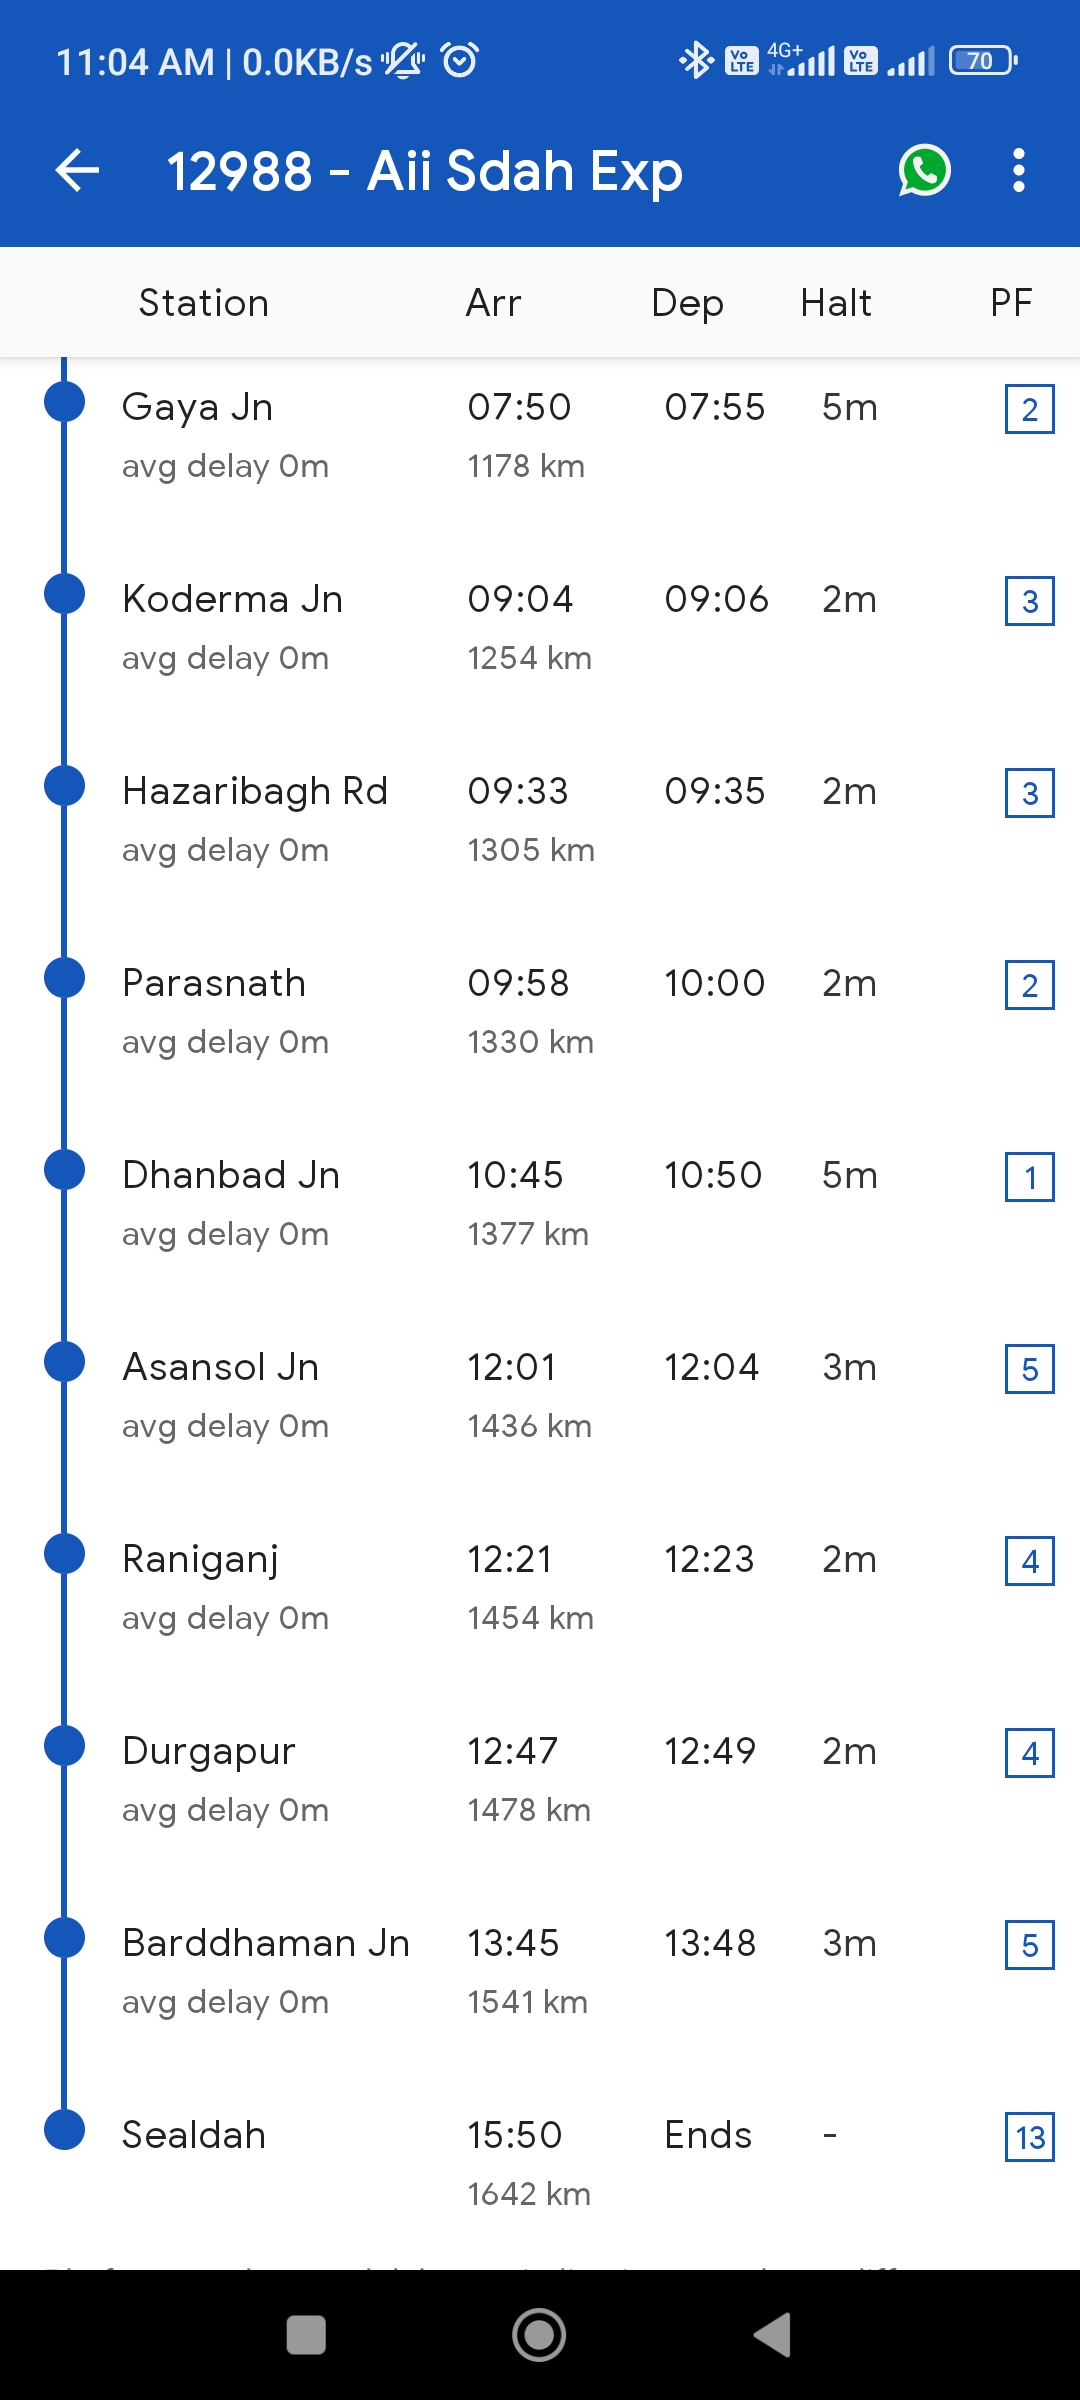 11:04 AM | 0.0KB/s 4G+ Vo LTE Vo LTE 70
12988 - Aii Sdah Exp
Station Arr Dep Halt PF
Gaya Jn 07:50 07:55 5m 2
avg delay 0m 1178 km
Koderma Jn 09:04 09:06 2m 3
avg delay 0m 1254 km
Hazaribagh Rd 09:33 09:35 2m 3
avg delay 0m 1305 km
Parasnath 09:58 10:00 2m 2
avg delay 0m 1330 km
Dhanbad Jn 10:45 10:50 5m 1
avg delay 0m 1377 km
Asansol Jn 12:01 12:04 3m 5
avg delay 0m 1436 km
Raniganj 12:21 12:23 2m 4
avg delay 0m 1454 km
Durgapur 12:47 12:49 2m 4
avg delay 0m 1478 km
Barddhaman Jn 13:45 13:48 3m 5
avg delay 0m 1541 km
Sealdah 15:50 Ends - 13
1642 km